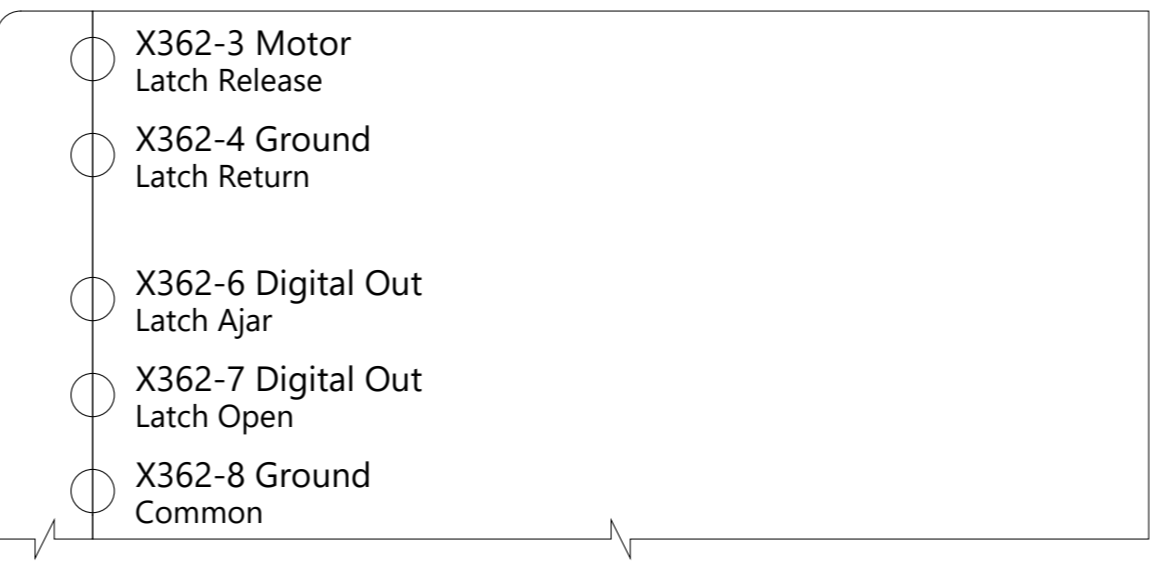 X362-3 Motor
Latch Release
X362-4 Ground
Latch Return
X362-6 Digital Out
Latch Ajar
X362-7 Digital Out
Latch Open
X362-8 Ground
Common